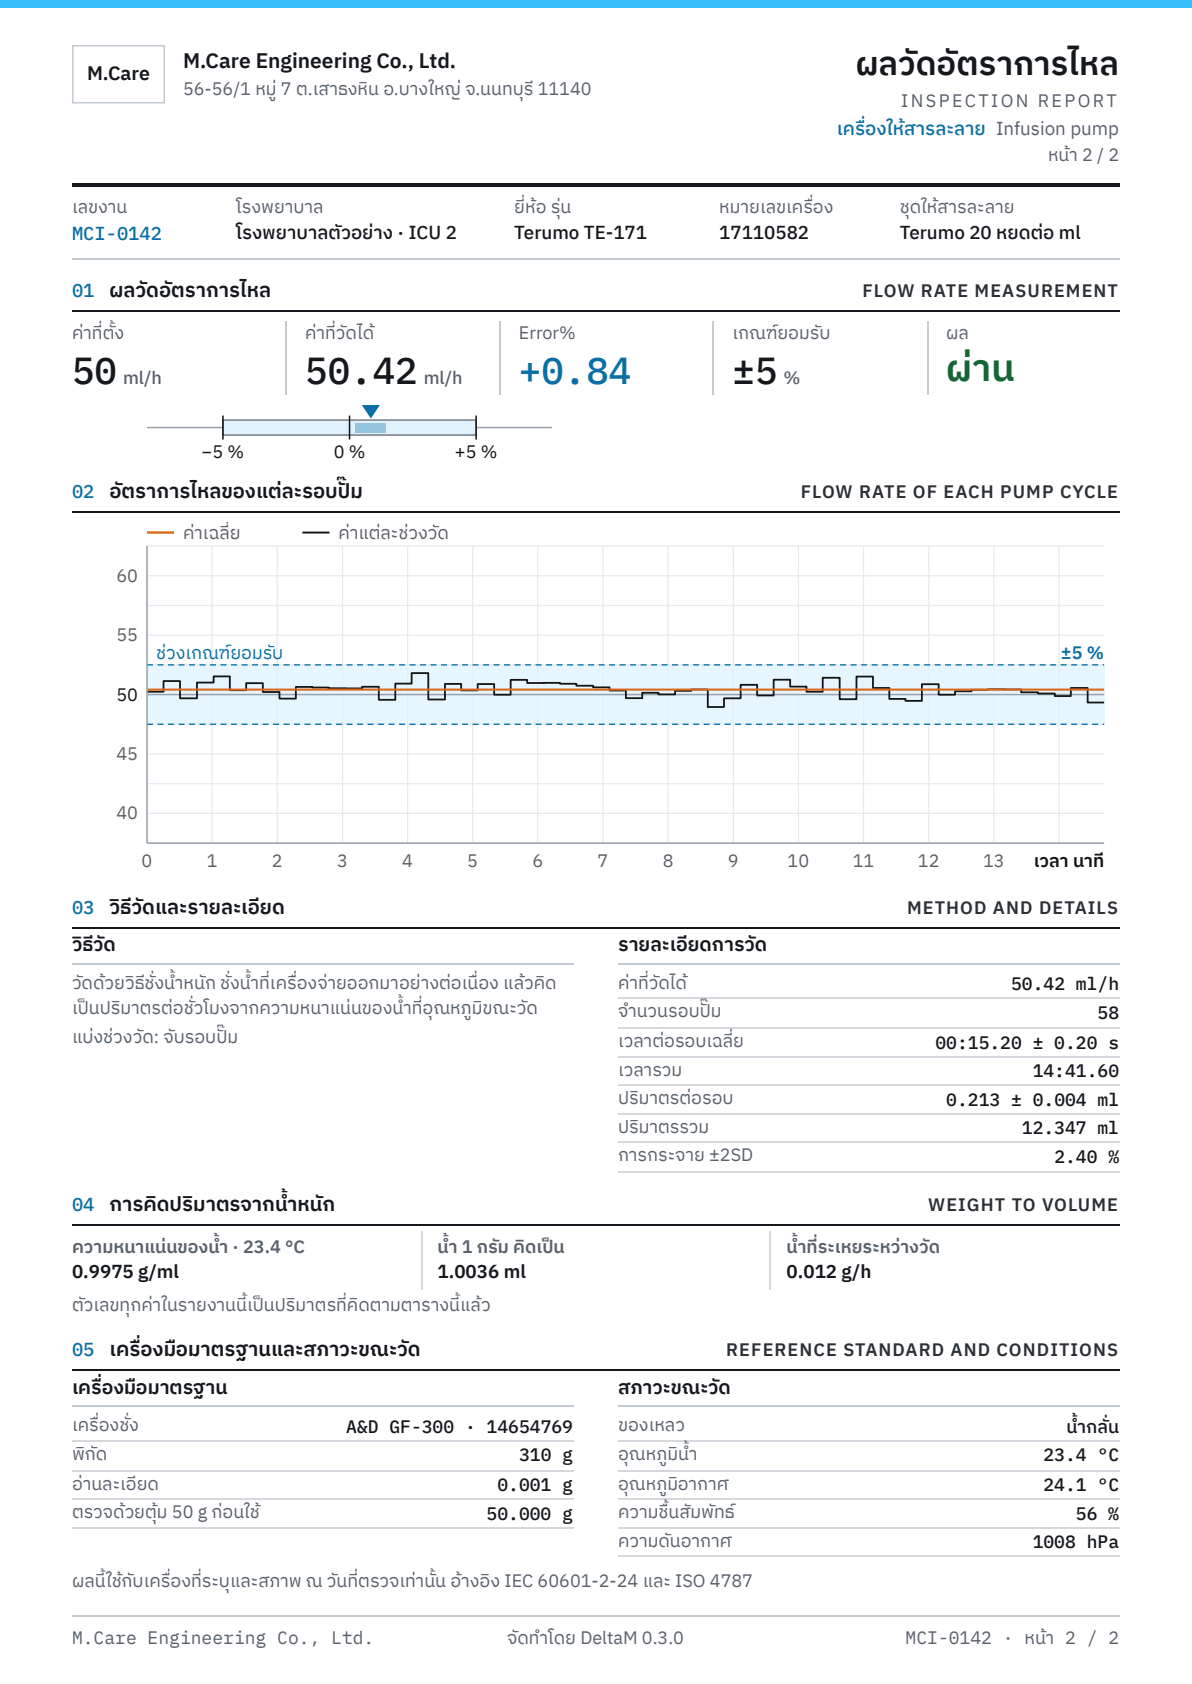 M.Care
M.Care Engineering Co., Ltd.
56-56/1 หมู่ 7 ต.เสาธงหิน อ.บางใหญ่ จ.นนทบุรี 11140
ผลวัดอัตราการไหล
INSPECTION REPORT
เครื่องให้สารละลาย Infusion pump
หน้า 2 / 2
เลขงาน โรงพยาบาล ยี่ห้อ รุ่น หมายเลขเครื่อง ชุดให้สารละลาย
MCI-0142 โรงพยาบาลตัวอย่าง · ICU 2 Terumo TE-171 17110582 Terumo 20 หยดต่อ ml
01 ผลวัดอัตราการไหล FLOW RATE MEASUREMENT
ค่าที่ตั้ง ค่าที่วัดได้ Error% เกณฑ์ยอมรับ ผล
50 ml/h 50.42 ml/h +0.84 ±5 % ผ่าน
−5 % 0 % +5 %
02 อัตราการไหลของแต่ละรอบปั๊ม FLOW RATE OF EACH PUMP CYCLE
ค่าเฉลี่ย ค่าแต่ละช่วงวัด
60
55
ช่วงเกณฑ์ยอมรับ ±5 %
50
45
40
0 1 2 3 4 5 6 7 8 9 10 11 12 13 เวลา นาที
03 วิธีวัดและรายละเอียด METHOD AND DETAILS
วิธีวัด
วัดด้วยวิธีชั่งน้ำหนัก ชั่งน้ำที่เครื่องจ่ายออกมาอย่างต่อเนื่อง แล้วคิด
เป็นปริมาตรต่อชั่วโมงจากความหนาแน่นของน้ำที่อุณหภูมิขณะวัด
แบ่งช่วงวัด: จับรอบปั๊ม
รายละเอียดการวัด
ค่าที่วัดได้ 50.42 ml/h
จำนวนรอบปั๊ม 58
เวลาต่อรอบเฉลี่ย 00:15.20 ± 0.20 s
เวลารวม 14:41.60
ปริมาตรต่อรอบ 0.213 ± 0.004 ml
ปริมาตรรวม 12.347 ml
การกระจาย ±2SD 2.40 %
04 การคิดปริมาตรจากน้ำหนัก WEIGHT TO VOLUME
ความหนาแน่นของน้ำ · 23.4 °C น้ำ 1 กรัม คิดเป็น น้ำที่ระเหยระหว่างวัด
0.9975 g/ml 1.0036 ml 0.012 g/h
ตัวเลขทุกค่าในรายงานนี้เป็นปริมาตรที่คิดตามตารางนี้แล้ว
05 เครื่องมือมาตรฐานและสภาวะขณะวัด REFERENCE STANDARD AND CONDITIONS
เครื่องมือมาตรฐาน
เครื่องชั่ง A&D GF-300 · 14654769
พิกัด 310 g
อ่านละเอียด 0.001 g
ตรวจด้วยตุ้ม 50 g ก่อนใช้ 50.000 g
สภาวะขณะวัด
ของเหลว น้ำกลั่น
อุณหภูมิน้ำ 23.4 °C
อุณหภูมิอากาศ 24.1 °C
ความชื้นสัมพัทธ์ 56 %
ความดันอากาศ 1008 hPa
ผลนี้ใช้กับเครื่องที่ระบุและสภาพ ณ วันที่ตรวจเท่านั้น อ้างอิง IEC 60601-2-24 และ ISO 4787
M.Care Engineering Co., Ltd. จัดทำโดย DeltaM 0.3.0 MCI-0142 · หน้า 2 / 2